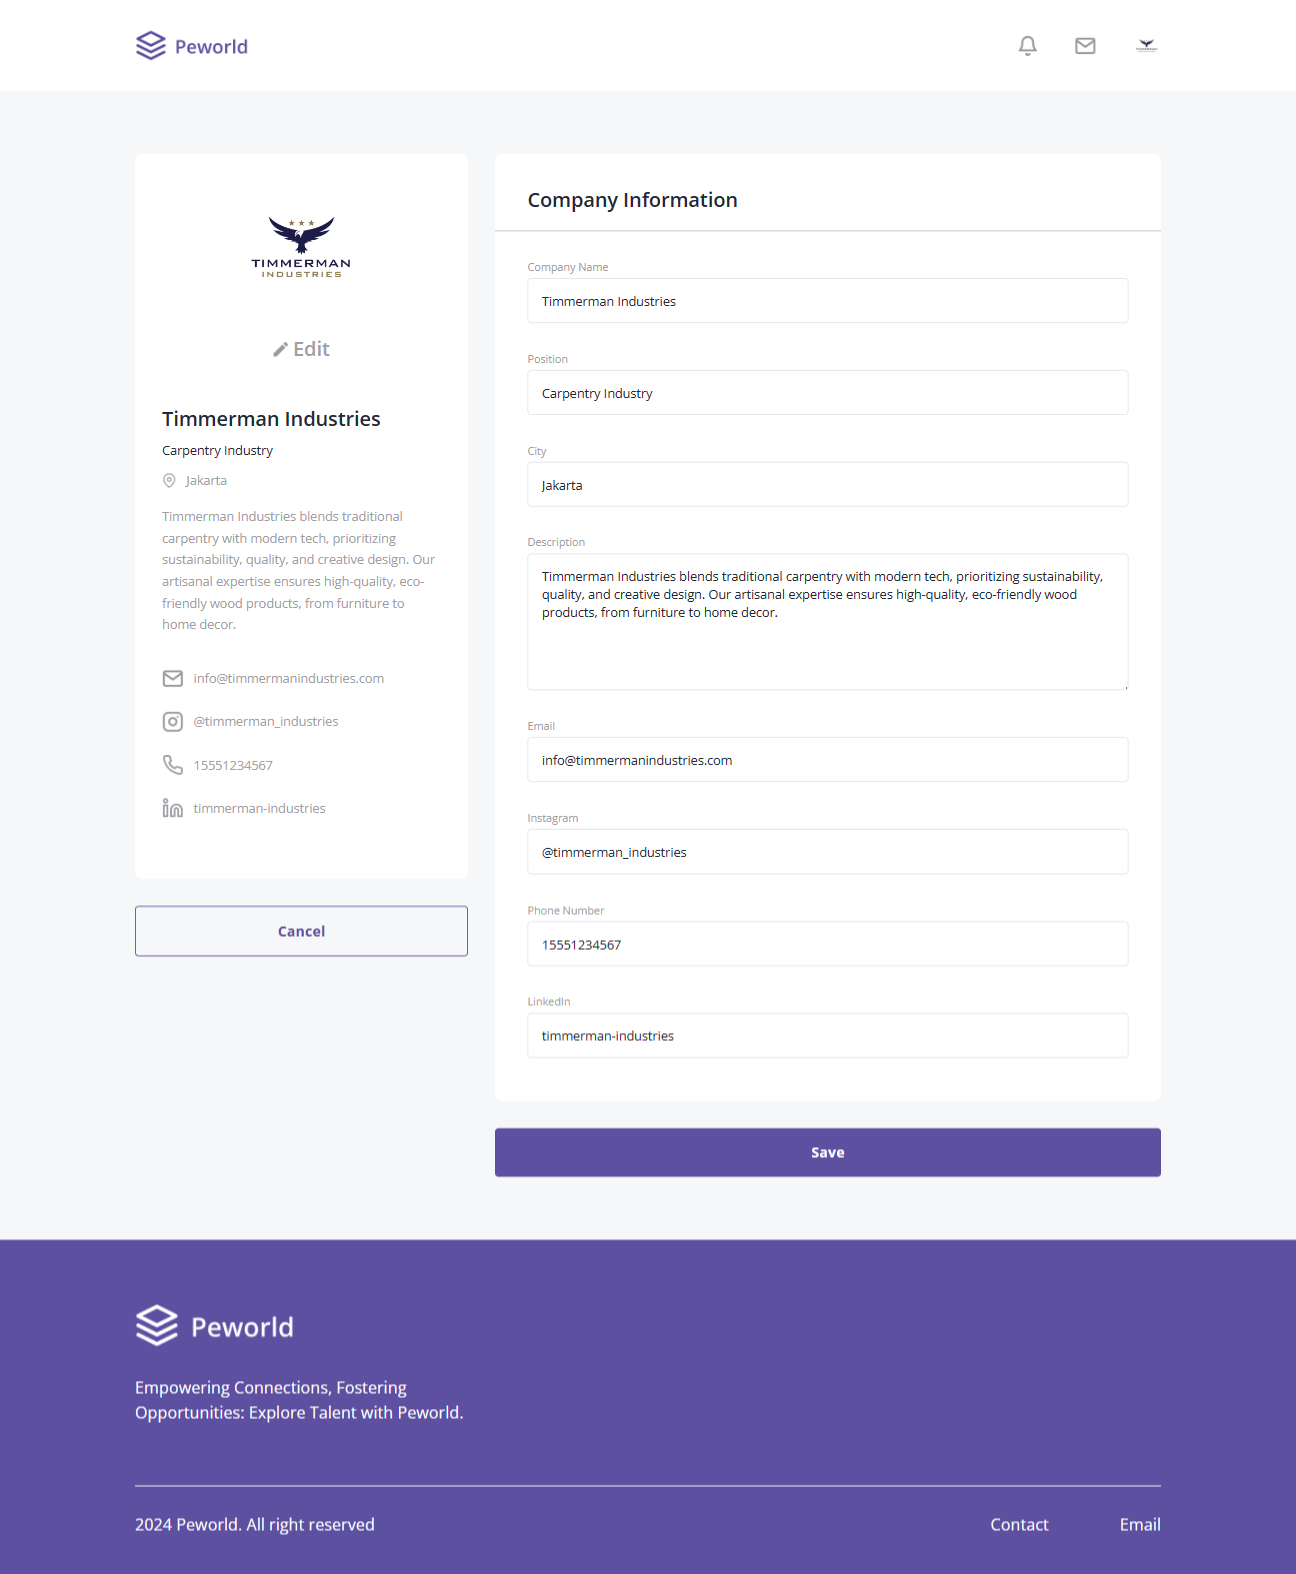 Peworld
TIMMERMAN
INDUSTRIES
Edit
Timmerman Industries
Carpentry Industry
Jakarta
Timmerman Industries blends traditional
carpentry with modern tech, prioritizing
sustainability, quality, and creative design. Our
artisanal expertise ensures high-quality, eco-
friendly wood products, from furniture to
home decor.
info@timmermanindustries.com
@timmerman_industries
15551234567
timmerman-industries
Cancel
Company Information
Company Name
Timmerman Industries
Position
Carpentry Industry
City
Jakarta
Description
Timmerman Industries blends traditional carpentry with modern tech, prioritizing sustainability,
quality, and creative design. Our artisanal expertise ensures high-quality, eco-friendly wood
products, from furniture to home decor.
Email
info@timmermanindustries.com
Instagram
@timmerman_industries
Phone Number
15551234567
LinkedIn
timmerman-industries
Save
Peworld
Empowering Connections, Fostering
Opportunities: Explore Talent with Peworld.
2024 Peworld. All right reserved
Contact
Email